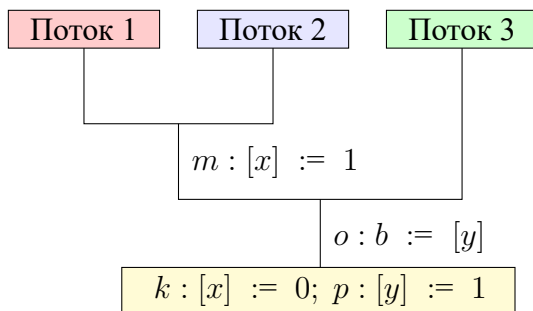 Поток 1 Поток 2 Поток 3
m : [x] := 1
o : b := [y]
k : [x] := 0; p : [y] := 1